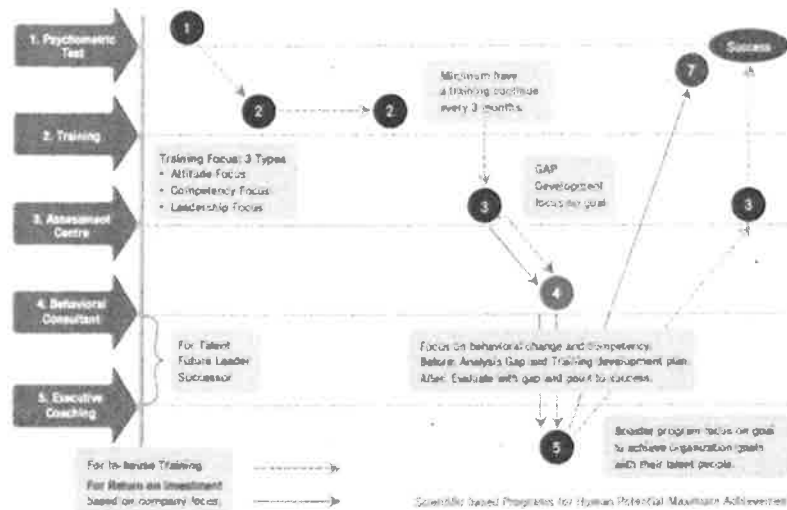 1. Psychometric
Test
1
Success
7
Minimum have
a training continue
every 3 months
2
2
2. Training
Training Focus: 3 Types
• Attitude Focus
• Competency Focus
• Leadership Focus
GAP
Development
focusing goal
3. Assessment
Centre
3
3
4. Behavioral
Consultant
4
For Talent
Future Leader
Successor
Focus on behavioral change and competency.
Before: Analysis Gap and Training development plan.
After: Evaluate with gap and point to success.
5. Executive
Coaching
5
Booster program focus on goal
to achieve organization goals
with their talent people.
For In-house Training
For Return on Investment
based on company focus.
Scientific based Programs for Human Potential Maximum Achievement